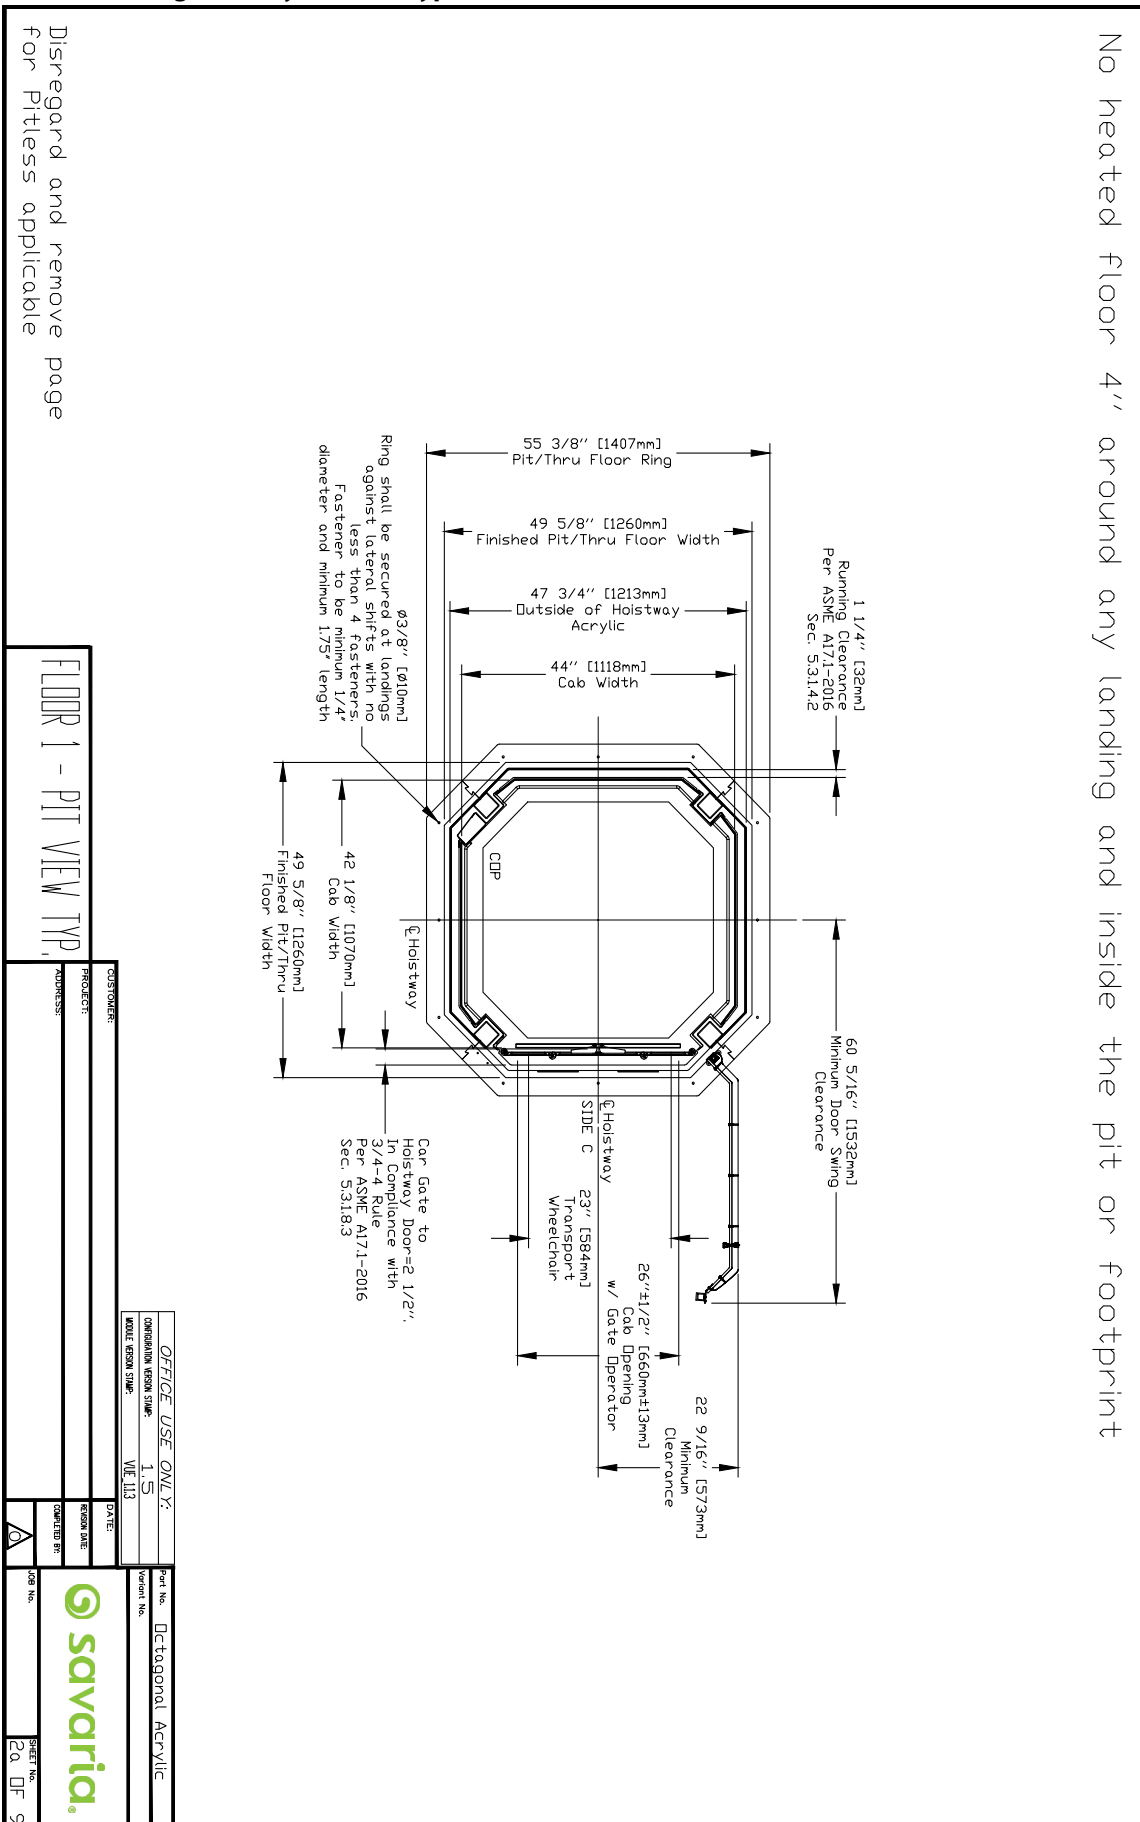 No heated floor 4'' around any landing and inside the pit or footprint
1 1/4'' [32mm]
Running Clearance
Per ASME A17.1-2016
Sec. 5.3.1.4.2
60 5/16'' [1532mm]
Minimum Door Swing
Clearance
55 3/8'' [1407mm]
Pit/Thru Floor Ring
49 5/8'' [1260mm]
Finished Pit/Thru Floor Width
47 3/4'' [1213mm]
Outside of Hoistway
Acrylic
44'' [1118mm]
Cab Width
22 9/16'' [573mm]
Minimum
Clearance
26''±1/2'' [660mm±13mm]
Cab Opening
w/ Gate Operator
23'' [584mm]
Transport
Wheelchair
℄ Hoistway
SIDE C
COP
℄ Hoistway
Ø3/8'' [Ø10mm]
Ring shall be secured at landings
against lateral shifts with no
less than 4 fasteners.
Fastener to be minimum 1/4"
diameter and minimum 1.75" length
42 1/8'' [1070mm]
Cab Width
49 5/8'' [1260mm]
Finished Pit/Thru
Floor Width
Car Gate to
Hoistway Door=2 1/2'',
In Compliance with
3/4-4 Rule
Per ASME A17.1-2016
Sec. 5.3.1.8.3
Disregard and remove page
for Pitless applicable
FLOOR 1 - PIT VIEW TYP.
CUSTOMER:
PROJECT:
ADDRESS:
OFFICE USE ONLY:
CONFIGURATION VERSION STAMP: 1.5
MODULE VERSION STAMP: VUE_1.1.3
DATE:
REVISION DATE:
COMPLETED BY:
0
Part No. Octagonal Acrylic
Variant No.
savaria.®
JOB No.
SHEET No.
2a OF 9